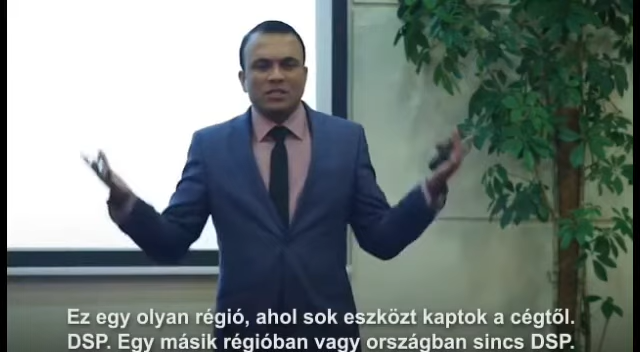 Ez egy olyan régió, ahol sok eszközt kaptok a cégtől.
DSP. Egy másik régióban vagy országban sincs DSP.